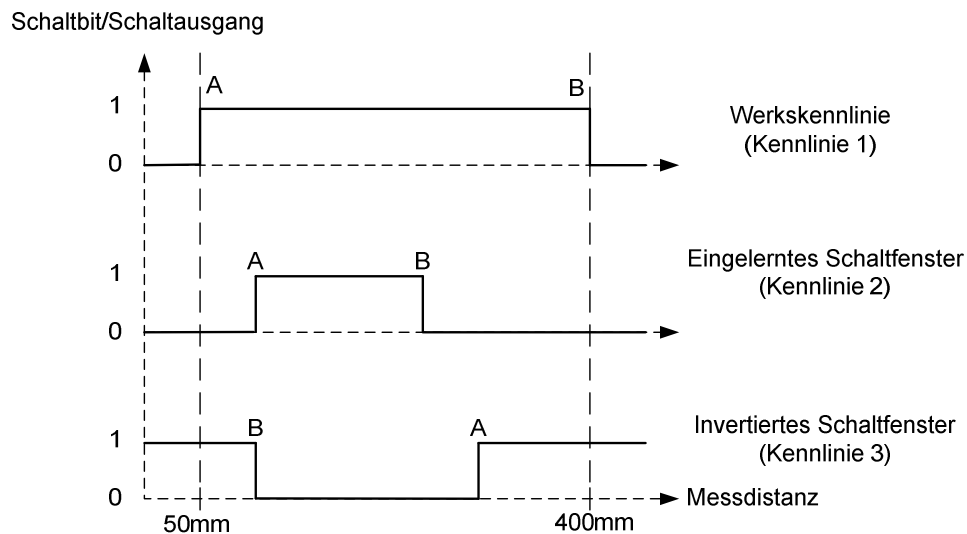 Schaltbit/Schaltausgang
A
B
1
0
Werkskennlinie
(Kennlinie 1)
A
B
1
0
Eingelerntes Schaltfenster
(Kennlinie 2)
B
A
1
0
Invertiertes Schaltfenster
(Kennlinie 3)
Messdistanz
50mm
400mm